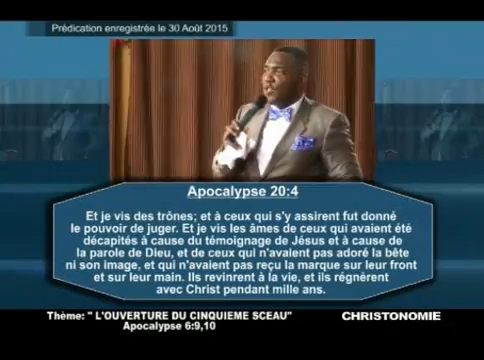 Prédication enregistrée le 30 Août 2015
Apocalypse 20:4
Et je vis des trônes; et à ceux qui s'y assirent fut donné
le pouvoir de juger. Et je vis les âmes de ceux qui avaient été
décapités à cause du témoignage de Jésus et à cause de
la parole de Dieu, et de ceux qui n'avaient pas adoré la bête
ni son image, et qui n'avaient pas reçu la marque sur leur front
et sur leur main. Ils revinrent à la vie, et ils régnèrent
avec Christ pendant mille ans.
Thème: " L'OUVERTURE DU CINQUIEME SCEAU"
Apocalypse 6:9,10
CHRISTONOMIE